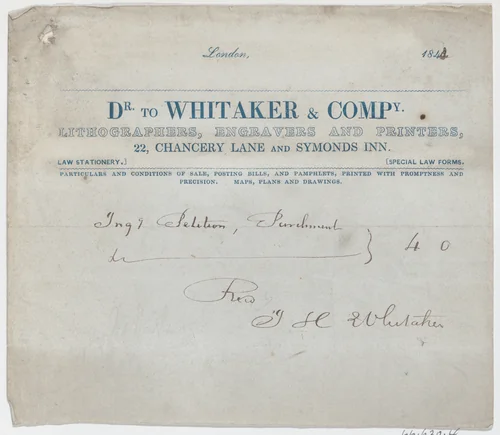 London, 184
DR. TO WHITAKER & COMPY.
LITHOGRAPHERS, ENGRAVERS AND PRINTERS,
22, CHANCERY LANE AND SYMONDS INN.
LAW STATIONERY.) (SPECIAL LAW FORMS.
PARTICULARS AND CONDITIONS OF SALE, POSTING BILLS, AND PAMPHLETS, PRINTED WITH PROMPTNESS AND
PRECISION. MAPS, PLANS AND DRAWINGS.
Ing g Petition, Parchment
} 4 0
J H Whitaker